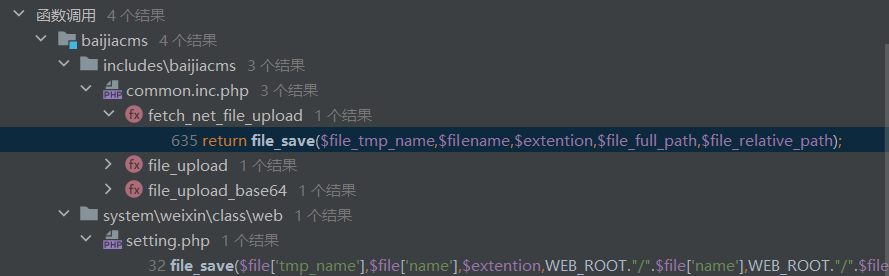 函数调用 4 个结果
baijiacms 4 个结果
includes\baijiacms 3 个结果
common.inc.php 3 个结果
fetch_net_file_upload 1 个结果
635 return file_save($file_tmp_name,$filename,$extention,$file_full_path,$file_relative_path);
file_upload 1 个结果
file_upload_base64 1 个结果
system\weixin\class\web 1 个结果
setting.php 1 个结果
32 file_save($file['tmp_name'],$file['name'],$extention,WEB_ROOT."/".$file['name'],WEB_ROOT."/".$file